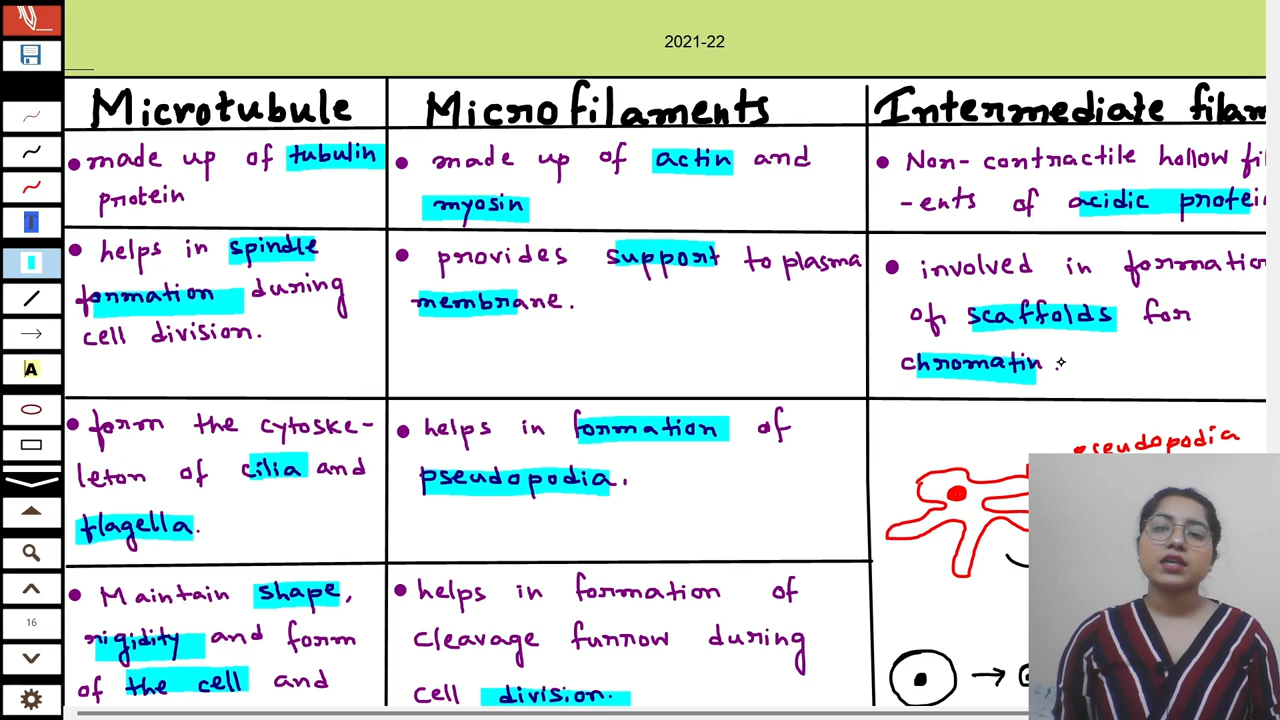 2021-22
Microtubule
Microfilaments
Intermediate filam
• made up of tubulin
protein
• made up of actin and
myosin
• Non-contractile hollow fil
-ents of acidic protei
• helps in spindle
formation during
cell division.
• provides support to plasma
membrane.
• involved in formation
of scaffolds for
chromatin.
• form the cytoske-
leton of cilia and
flagella.
• helps in formation of
pseudopodia.
pseudopodia
• Maintain shape,
rigidity and form
of the cell and
• helps in formation of
cleavage furrow during
cell division.
T
A
16